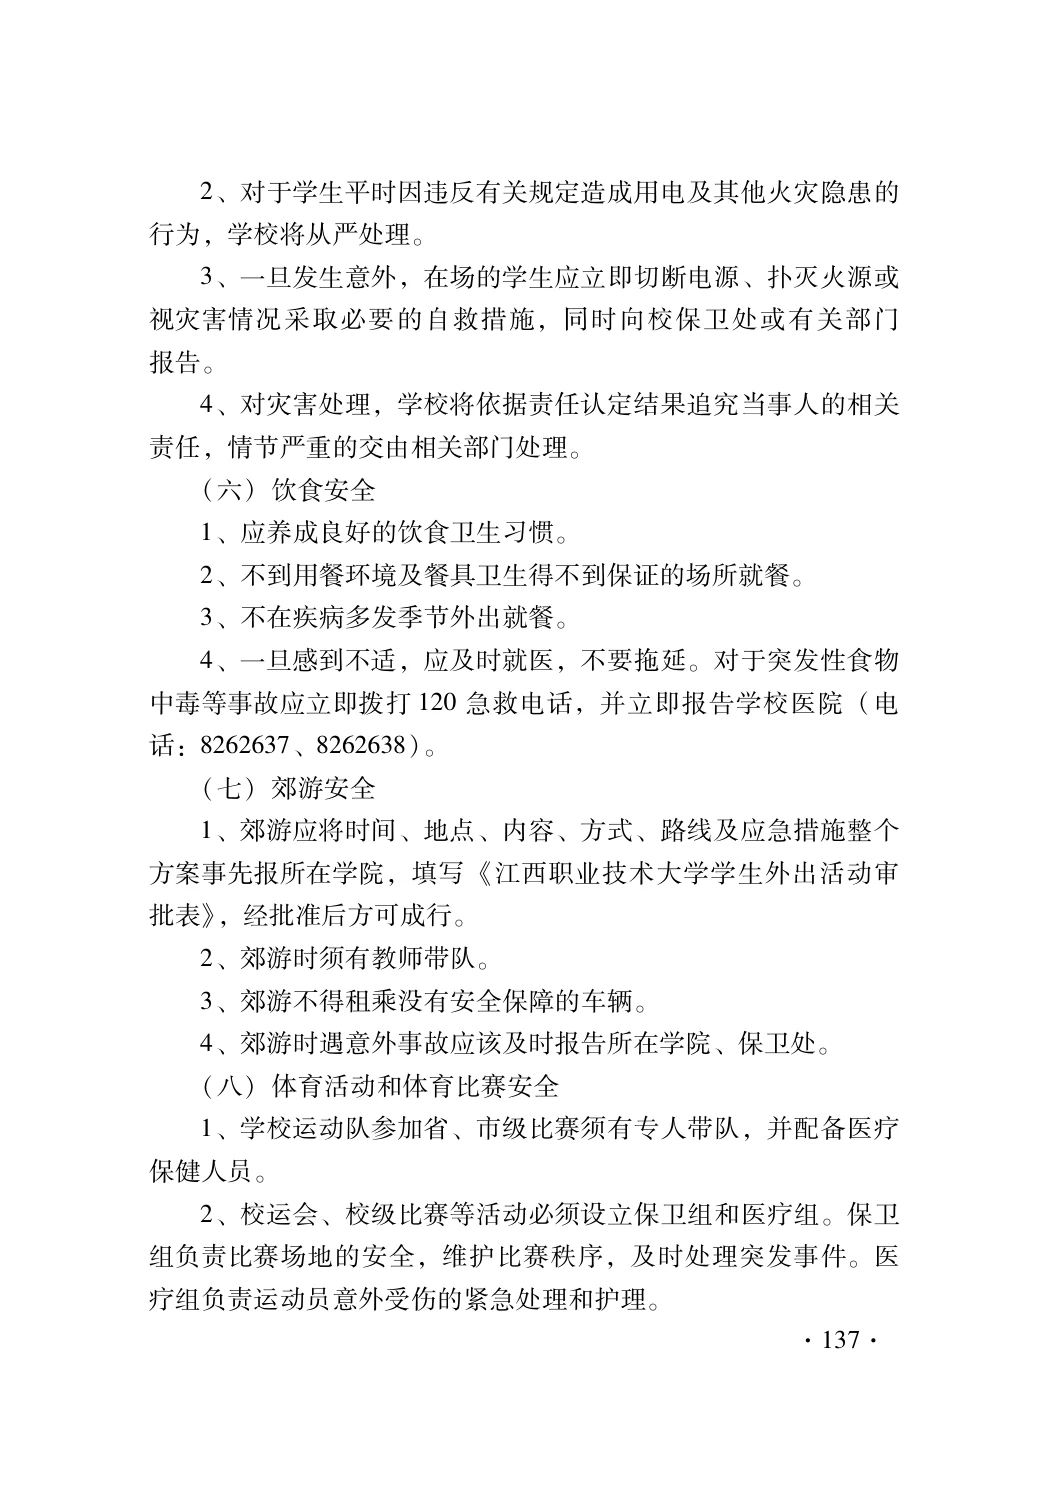 2、对于学生平时因违反有关规定造成用电及其他火灾隐患的
行为，学校将从严处理。
3、一旦发生意外，在场的学生应立即切断电源、扑灭火源或
视灾害情况采取必要的自救措施，同时向校保卫处或有关部门
报告。
4、对灾害处理，学校将依据责任认定结果追究当事人的相关
责任，情节严重的交由相关部门处理。
（六）饮食安全
1、应养成良好的饮食卫生习惯。
2、不到用餐环境及餐具卫生得不到保证的场所就餐。
3、不在疾病多发季节外出就餐。
4、一旦感到不适，应及时就医，不要拖延。对于突发性食物
中毒等事故应立即拨打 120 急救电话，并立即报告学校医院（电
话：8262637、8262638）。
（七）郊游安全
1、郊游应将时间、地点、内容、方式、路线及应急措施整个
方案事先报所在学院，填写《江西职业技术大学学生外出活动审
批表》，经批准后方可成行。
2、郊游时须有教师带队。
3、郊游不得租乘没有安全保障的车辆。
4、郊游时遇意外事故应该及时报告所在学院、保卫处。
（八）体育活动和体育比赛安全
1、学校运动队参加省、市级比赛须有专人带队，并配备医疗
保健人员。
2、校运会、校级比赛等活动必须设立保卫组和医疗组。保卫
组负责比赛场地的安全，维护比赛秩序，及时处理突发事件。医
疗组负责运动员意外受伤的紧急处理和护理。
· 137 ·